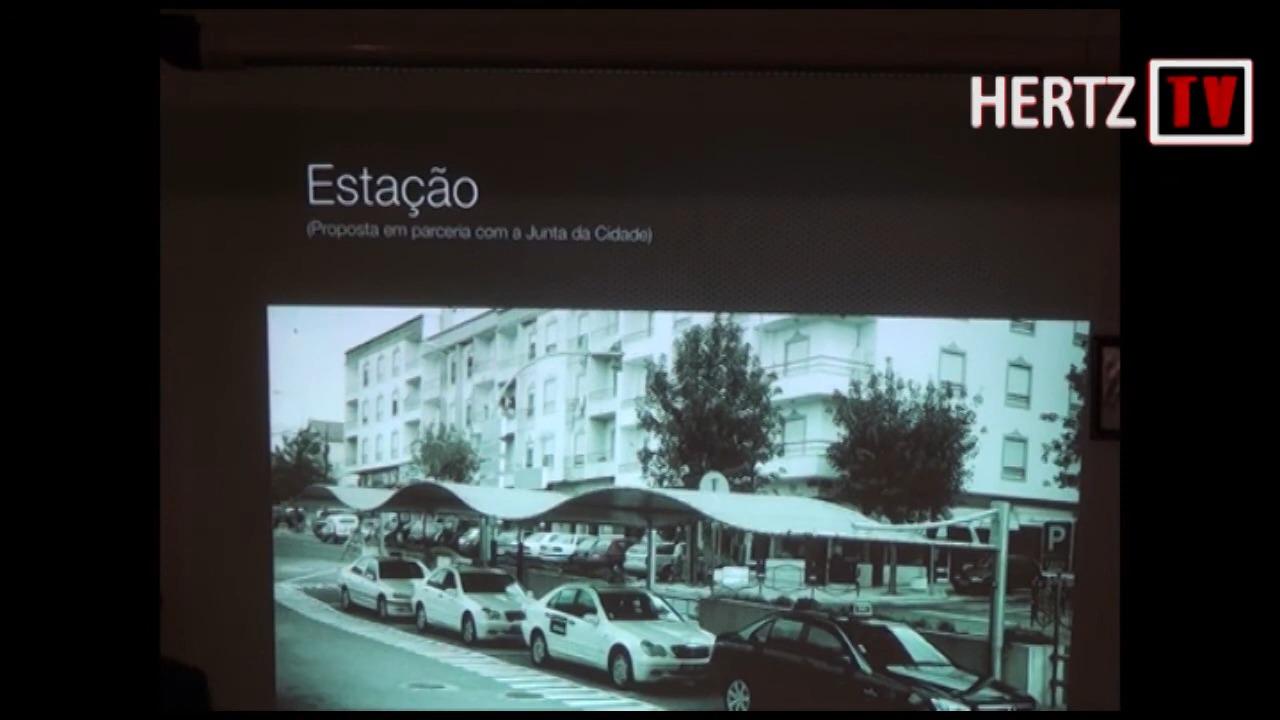 HERTZ TV
Estação
(Proposta em parceria com a Junta da Cidade)
T
P